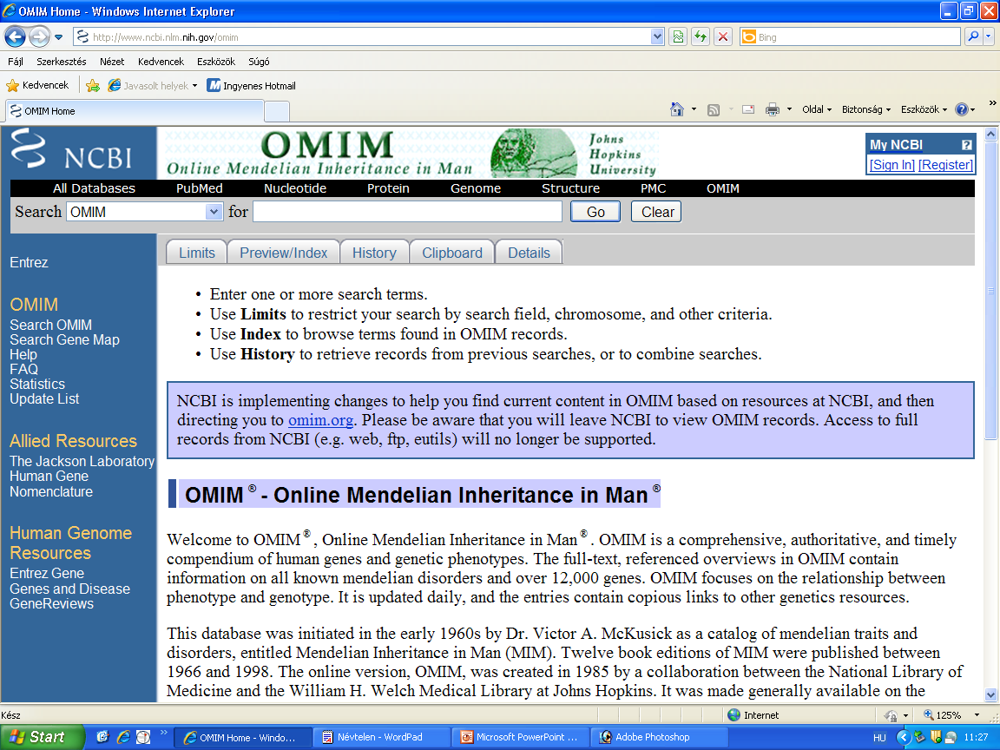 OMIM Home - Windows Internet Explorer
http://www.ncbi.nlm.nih.gov/omim
Bing
Fájl Szerkesztés Nézet Kedvencek Eszközök Súgó
Kedvencek Javasolt helyek Ingyenes Hotmail
OMIM Home
Oldal Biztonság Eszközök »
NCBI
OMIM
Online Mendelian Inheritance in Man
Johns
Hopkins
University
My NCBI ?
[Sign In] [Register]
All Databases PubMed Nucleotide Protein Genome Structure PMC OMIM
Search OMIM for Go Clear
Limits Preview/Index History Clipboard Details
Entrez
OMIM
Search OMIM
Search Gene Map
Help
FAQ
Statistics
Update List
Allied Resources
The Jackson Laboratory
Human Gene
Nomenclature
Human Genome
Resources
Entrez Gene
Genes and Disease
GeneReviews
• Enter one or more search terms.
• Use Limits to restrict your search by search field, chromosome, and other criteria.
• Use Index to browse terms found in OMIM records.
• Use History to retrieve records from previous searches, or to combine searches.
NCBI is implementing changes to help you find current content in OMIM based on resources at NCBI, and then
directing you to omim.org. Please be aware that you will leave NCBI to view OMIM records. Access to full
records from NCBI (e.g. web, ftp, eutils) will no longer be supported.
OMIM ® - Online Mendelian Inheritance in Man ®
Welcome to OMIM ® , Online Mendelian Inheritance in Man ® . OMIM is a comprehensive, authoritative, and timely
compendium of human genes and genetic phenotypes. The full-text, referenced overviews in OMIM contain
information on all known mendelian disorders and over 12,000 genes. OMIM focuses on the relationship between
phenotype and genotype. It is updated daily, and the entries contain copious links to other genetics resources.
This database was initiated in the early 1960s by Dr. Victor A. McKusick as a catalog of mendelian traits and
disorders, entitled Mendelian Inheritance in Man (MIM). Twelve book editions of MIM were published between
1966 and 1998. The online version, OMIM, was created in 1985 by a collaboration between the National Library of
Medicine and the William H. Welch Medical Library at Johns Hopkins. It was made generally available on the
Kész Internet 125%
Start » OMIM Home - Windo... Névtelen - WordPad Microsoft PowerPoint ... Adobe Photoshop HU 11:27